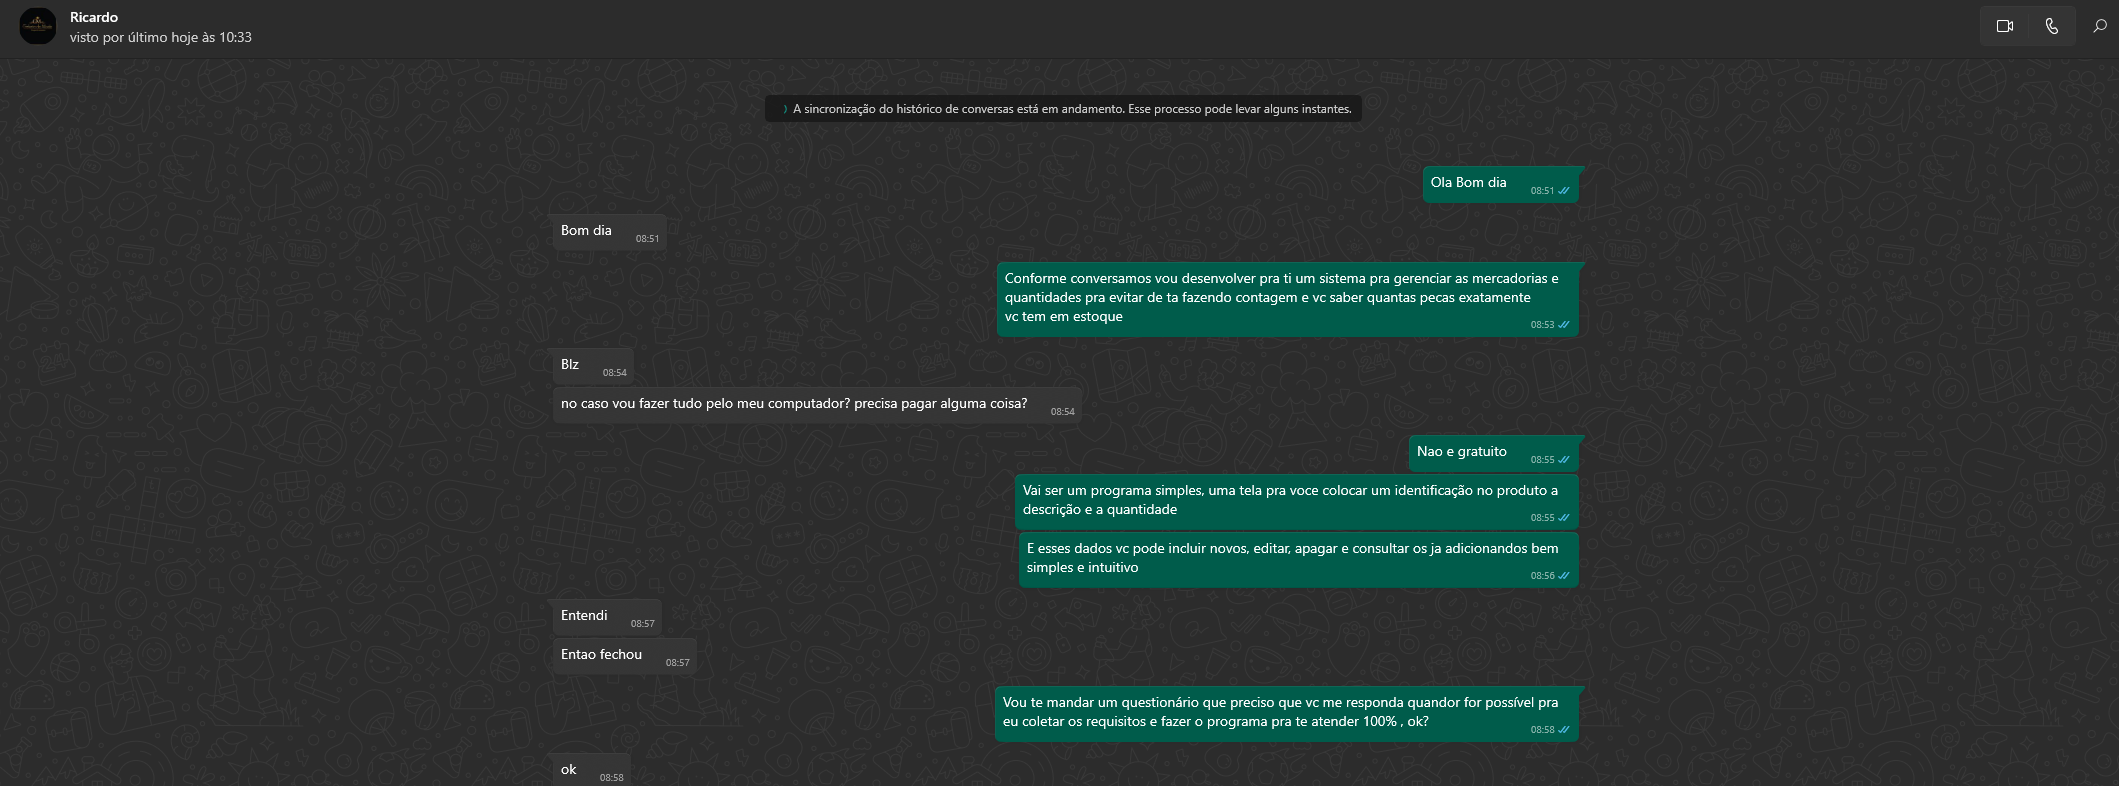 Ricardo
visto por último hoje às 10:33
A sincronização do histórico de conversas está em andamento. Esse processo pode levar alguns instantes.
Ola Bom dia
08:51
Bom dia
08:51
Conforme conversamos vou desenvolver pra ti um sistema pra gerenciar as mercadorias e
quantidades pra evitar de ta fazendo contagem e vc saber quantas pecas exatamente
vc tem em estoque
08:53
Blz
08:54
no caso vou fazer tudo pelo meu computador? precisa pagar alguma coisa?
08:54
Nao e gratuito
08:55
Vai ser um programa simples, uma tela pra voce colocar um identificação no produto a
descrição e a quantidade
08:55
E esses dados vc pode incluir novos, editar, apagar e consultar os ja adicionandos bem
simples e intuitivo
08:56
Entendi
08:57
Entao fechou
08:57
Vou te mandar um questionário que preciso que vc me responda quandor for possível pra
eu coletar os requisitos e fazer o programa pra te atender 100% , ok?
08:58
ok
08:58